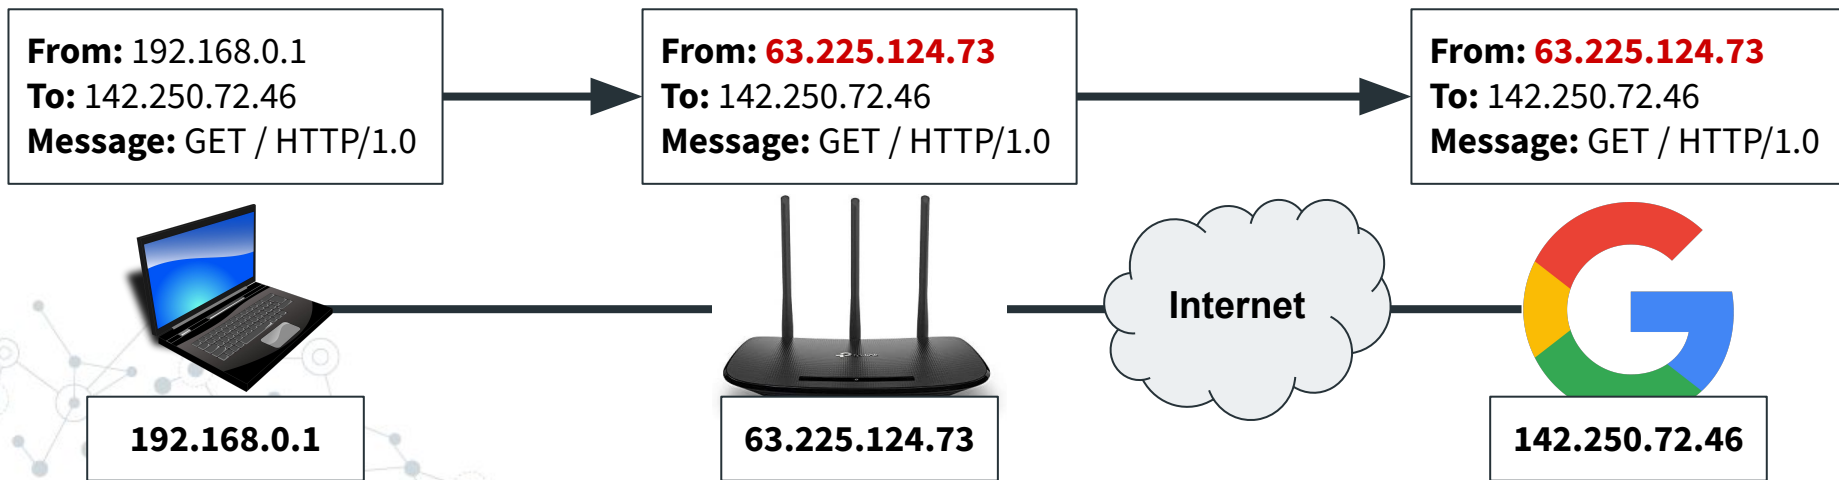 From: 192.168.0.1
To: 142.250.72.46
Message: GET / HTTP/1.0
From: 63.225.124.73
To: 142.250.72.46
Message: GET / HTTP/1.0
From: 63.225.124.73
To: 142.250.72.46
Message: GET / HTTP/1.0
Internet
192.168.0.1
63.225.124.73
142.250.72.46